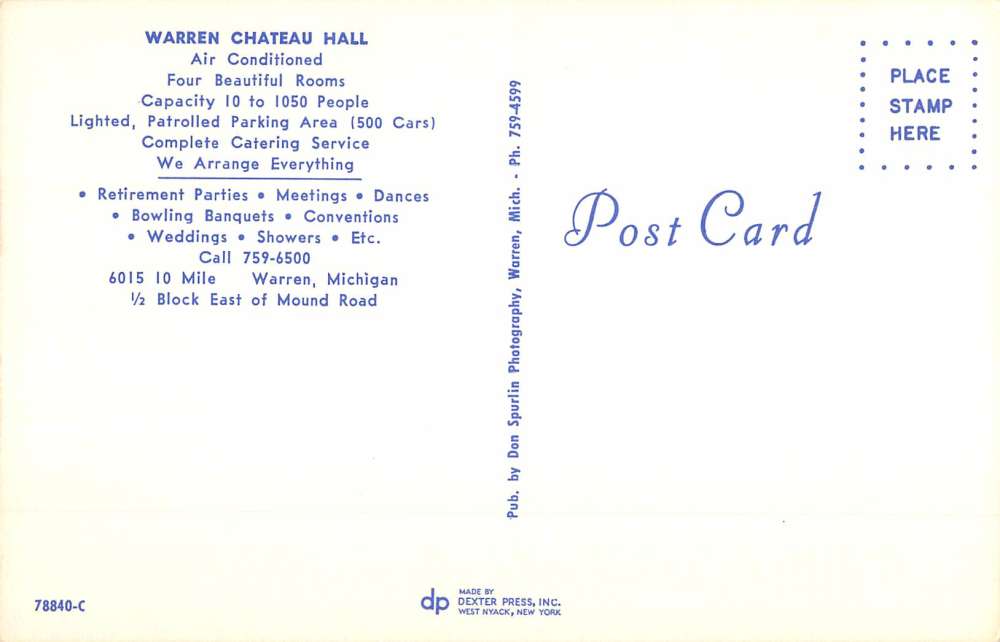 WARREN CHATEAU HALL
Air Conditioned
Four Beautiful Rooms
Capacity 10 to 1050 People
Lighted, Patrolled Parking Area (500 Cars)
Complete Catering Service
We Arrange Everything
• Retirement Parties • Meetings • Dances
• Bowling Banquets • Conventions
• Weddings • Showers • Etc.
Call 759-6500
6015 10 Mile Warren, Michigan
½ Block East of Mound Road
Pub. by Don Spurlin Photography, Warren, Mich. - Ph. 759-4599
PLACE
STAMP
HERE
Post Card
78840-C
dp
MADE BY
DEXTER PRESS, INC.
WEST NYACK, NEW YORK